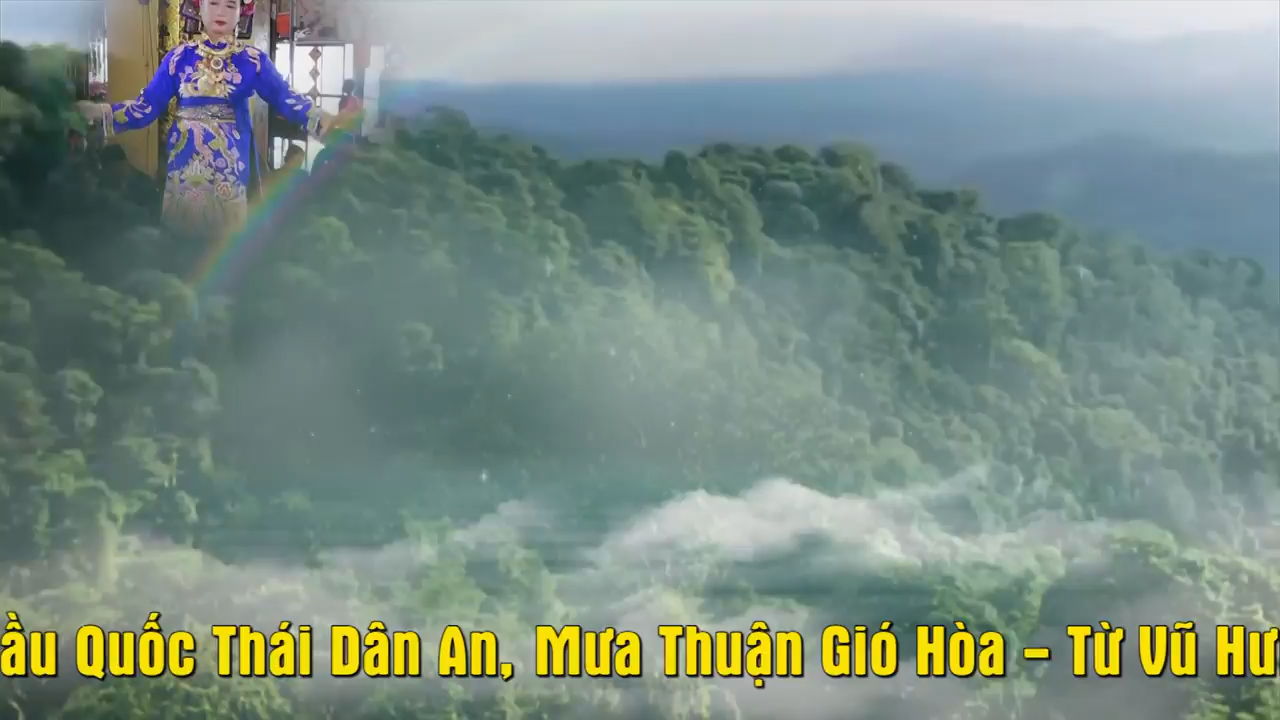 ầu Quốc Thái Dân An, Mưa Thuận Gió Hòa - Từ Vũ Hư